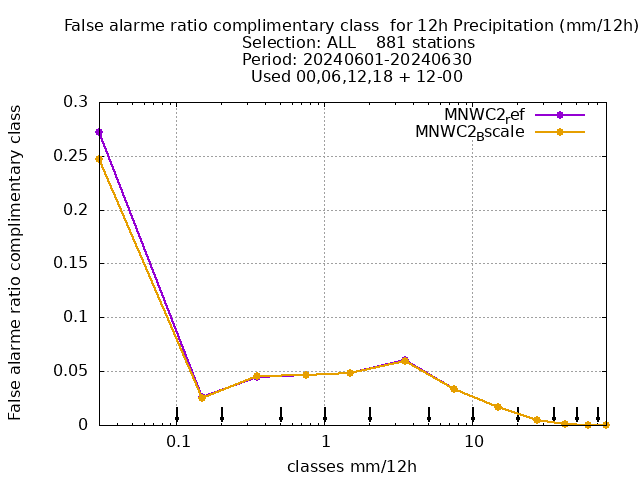 False alarme ratio complimentary class  for 12h Precipitation (mm/12h)
Selection: ALL    881 stations
Period: 20240601-20240630
Used 00,06,12,18 + 12-00
MNWC2ref
MNWC2Bscale
0.3
0.25
0.2
0.15
0.1
0.05
0
False alarme ratio complimentary class
0.1 1 10
classes mm/12h